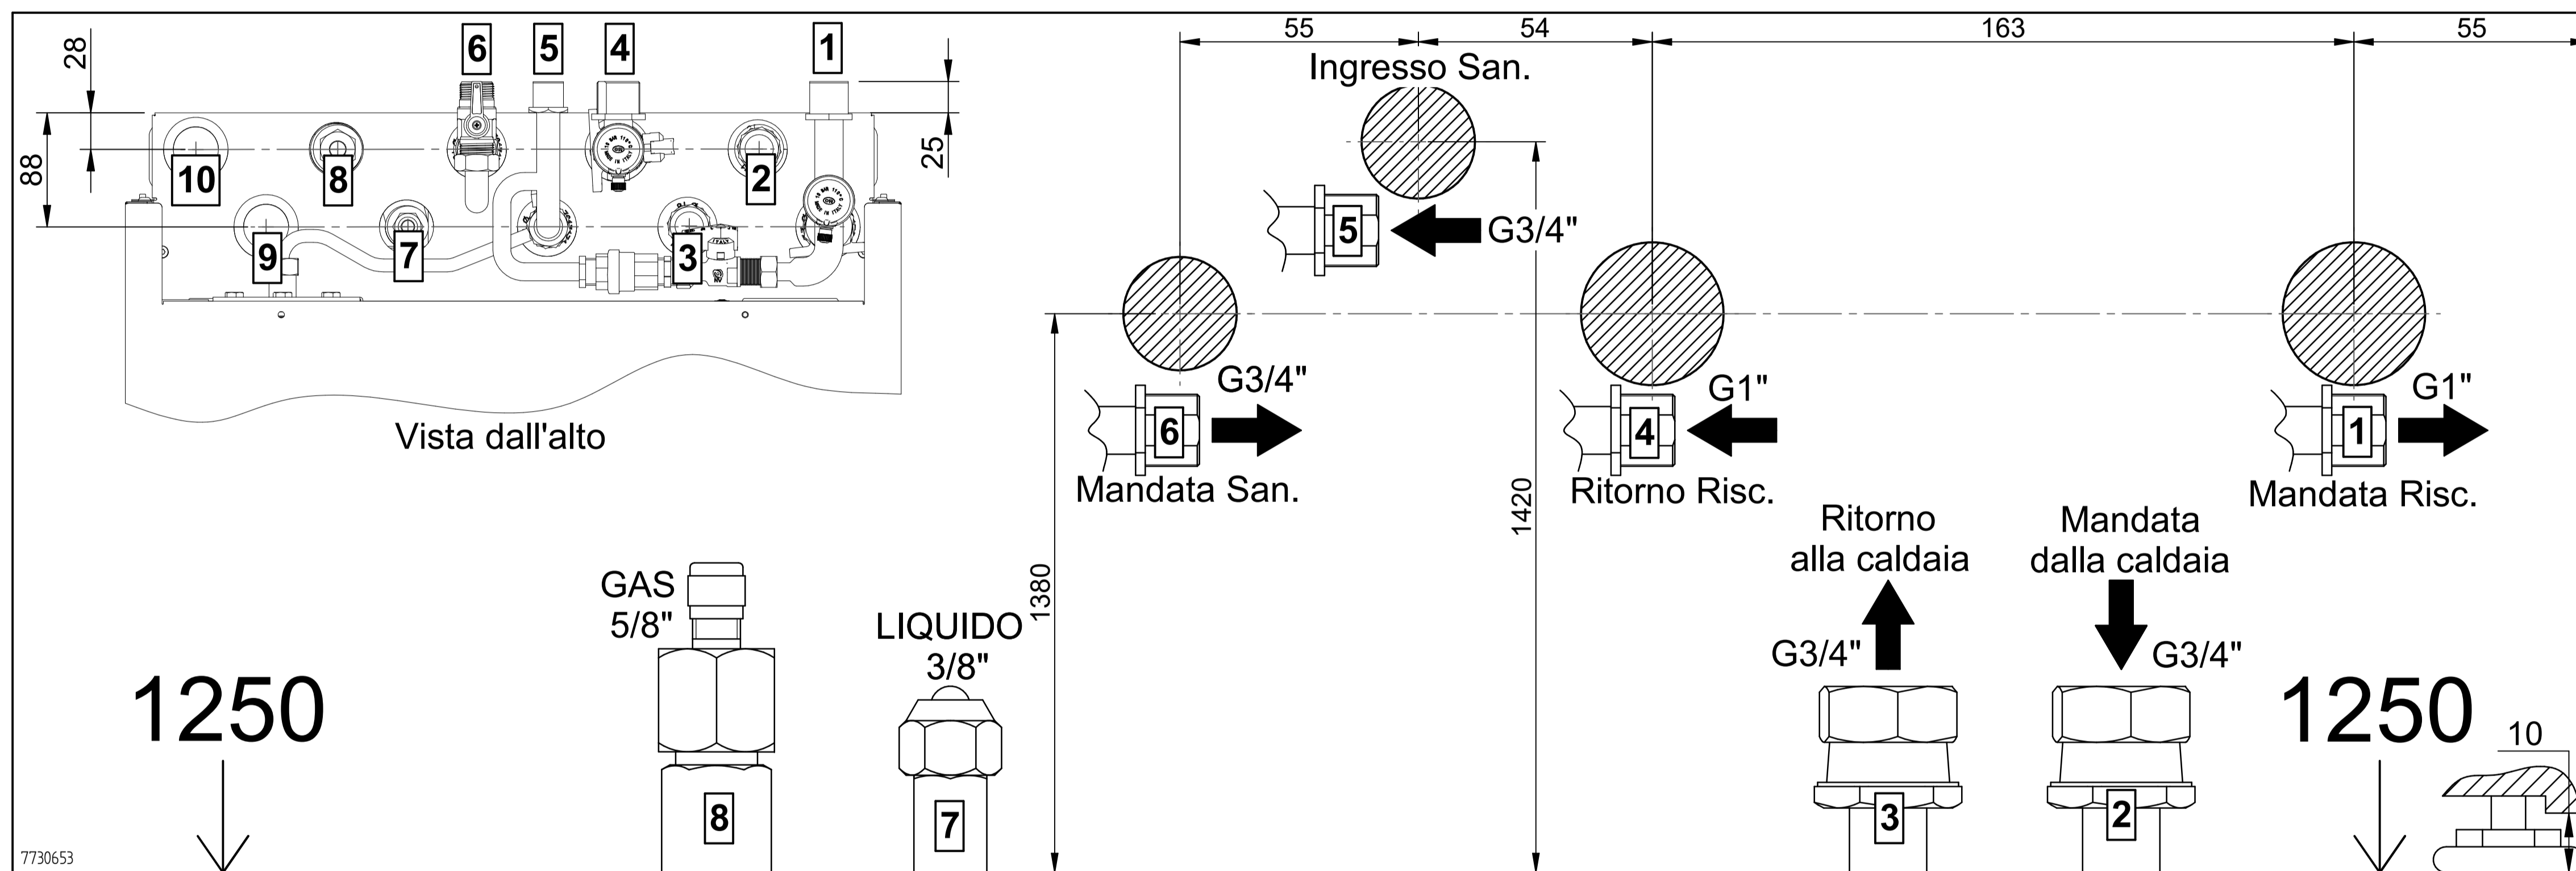 55
54
163
55
28
6
5
4
1
Ingresso San.
88
25
10
8
2
9
7
3
5
G3/4"
G3/4"
G1"
G1"
6
4
1
Vista dall'alto
Mandata San.
Ritorno Risc.
Mandata Risc.
1420
Ritorno
alla caldaia
Mandata
dalla caldaia
1380
GAS
5/8"
LIQUIDO
3/8"
G3/4"
G3/4"
1250
1250
10
8
7
3
2
7730653